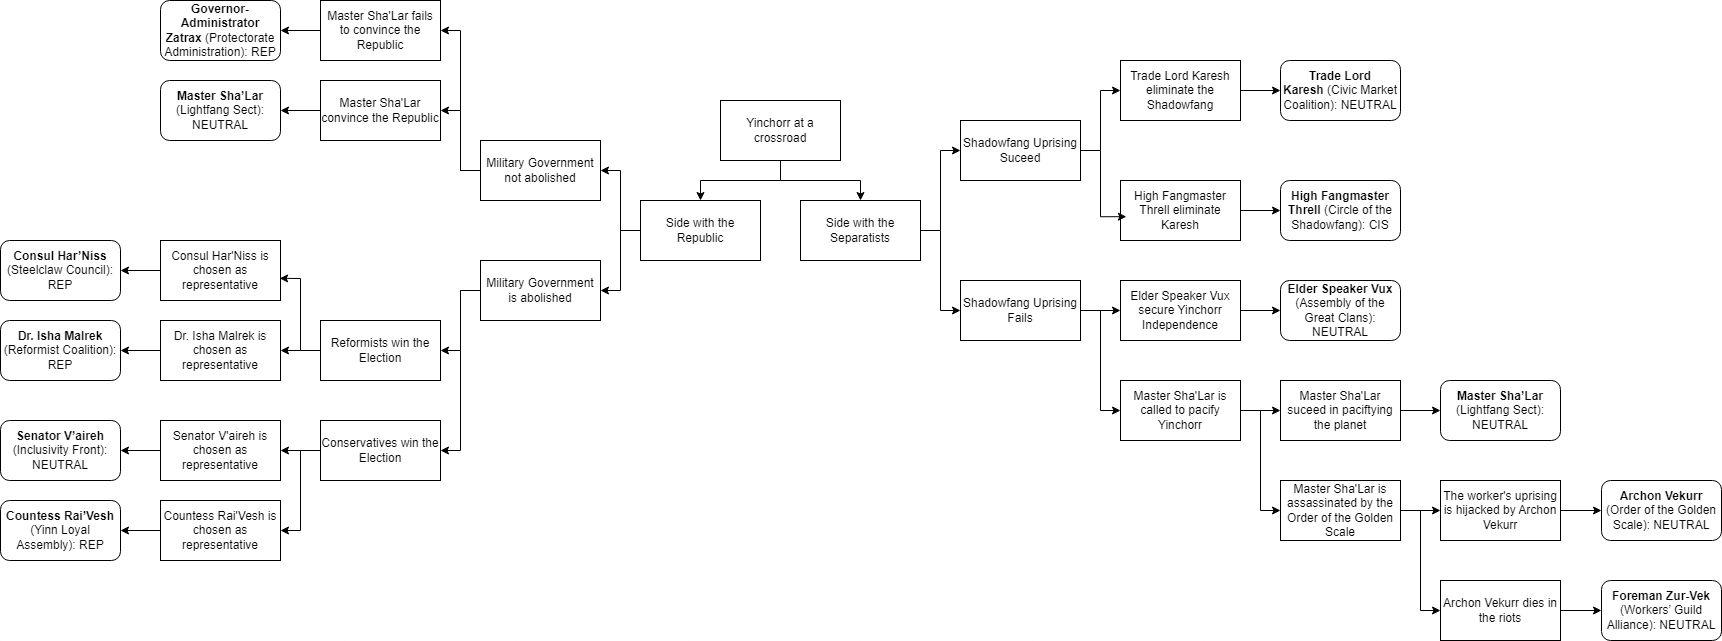 Governor-
Administrator
Zatrax (Protectorate
Administration): REP
Master Sha'Lar fails
to convince the
Republic
Master Sha’Lar
(Lightfang Sect):
NEUTRAL
Master Sha'Lar
convince the Republic
Military Government
not abolished
Yinchorr at a
crossroad
Side with the
Republic
Side with the
Separatists
Military Government
is abolished
Consul Har’Niss
(Steelclaw Council):
REP
Consul Har'Niss is
chosen as
representative
Dr. Isha Malrek
(Reformist Coalition):
REP
Dr. Isha Malrek is
chosen as
representative
Reformists win the
Election
Senator V’aireh
(Inclusivity Front):
NEUTRAL
Senator V'aireh is
chosen as
representative
Conservatives win the
Election
Countess Rai’Vesh
(Yinn Loyal
Assembly): REP
Countess Rai'Vesh is
chosen as
representative
Shadowfang Uprising
Suceed
Trade Lord Karesh
eliminate the
Shadowfang
Trade Lord
Karesh (Civic Market
Coalition): NEUTRAL
High Fangmaster
Threll eliminate
Karesh
High Fangmaster
Threll (Circle of the
Shadowfang): CIS
Shadowfang Uprising
Fails
Elder Speaker Vux
secure Yinchorr
Independence
Elder Speaker Vux
(Assembly of the
Great Clans):
NEUTRAL
Master Sha'Lar is
called to pacify
Yinchorr
Master Sha'Lar
suceed in paciftying
the planet
Master Sha’Lar
(Lightfang Sect):
NEUTRAL
Master Sha'Lar is
assassinated by the
Order of the Golden
Scale
The worker's uprising
is hijacked by Archon
Vekurr
Archon Vekurr
(Order of the Golden
Scale): NEUTRAL
Archon Vekurr dies in
the riots
Foreman Zur-Vek
(Workers’ Guild
Alliance): NEUTRAL